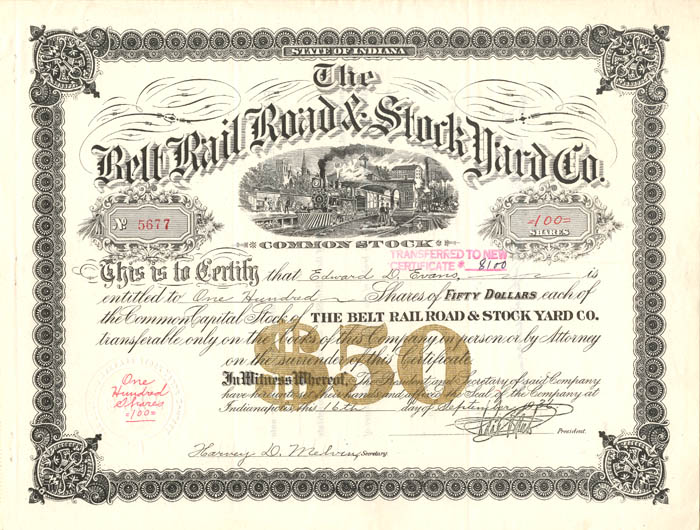 STATE OF INDIANA
The
Belt Rail Road & Stock Yard Co.
No 5677
=100=
SHARES
COMMON STOCK
TRANSFERRED TO NEW
CERTIFICATE # 8100
This is to Certify that Edward D. Evans is
entitled to One Hundred Shares of FIFTY DOLLARS each of
the Common Capital Stock of THE BELT RAIL ROAD & STOCK YARD CO.
transferable only on the books of this Company in person or by Attorney
on the surrender of this Certificate.
$50
In Witness Whereof, The President and Secretary of said Company
have hereunto set their hands and affixed the Seal of the Company at
Indianapolis, this 16th day of September
One
Hundred
Shares
=100=
President.
Harvey D. Secretary